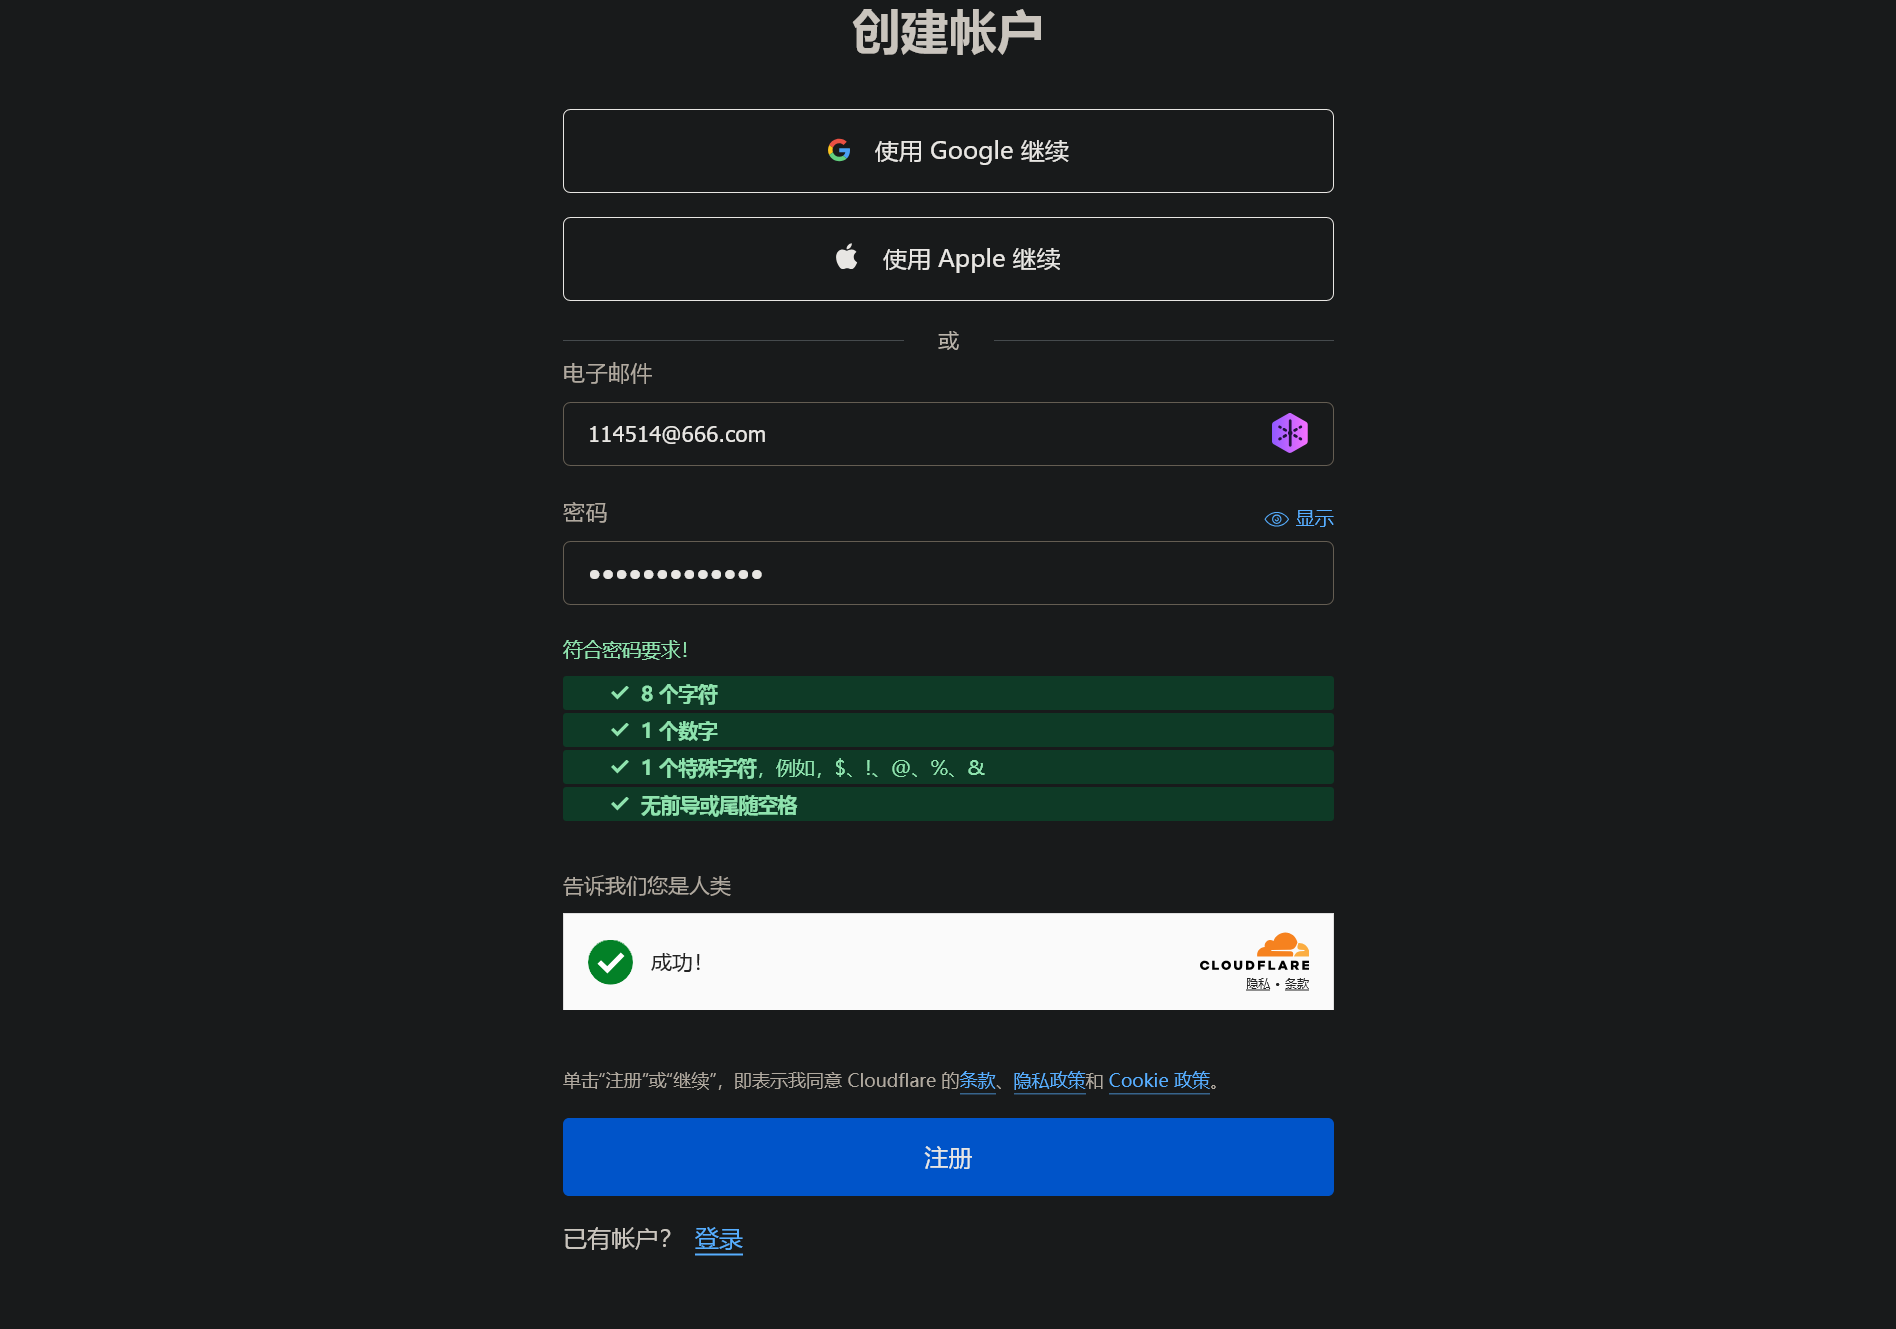 创建帐户
使用 Google 继续
使用 Apple 继续
或
电子邮件
114514@666.com
密码
显示
•••••••••••••
符合密码要求！
8 个字符
1 个数字
1 个特殊字符，例如，$、!、@、%、&
无前导或尾随空格
告诉我们您是人类
成功！
CLOUDFLARE
隐私 • 条款
单击“注册”或“继续”，即表示我同意 Cloudflare 的条款、隐私政策和 Cookie 政策。
注册
已有帐户？ 登录